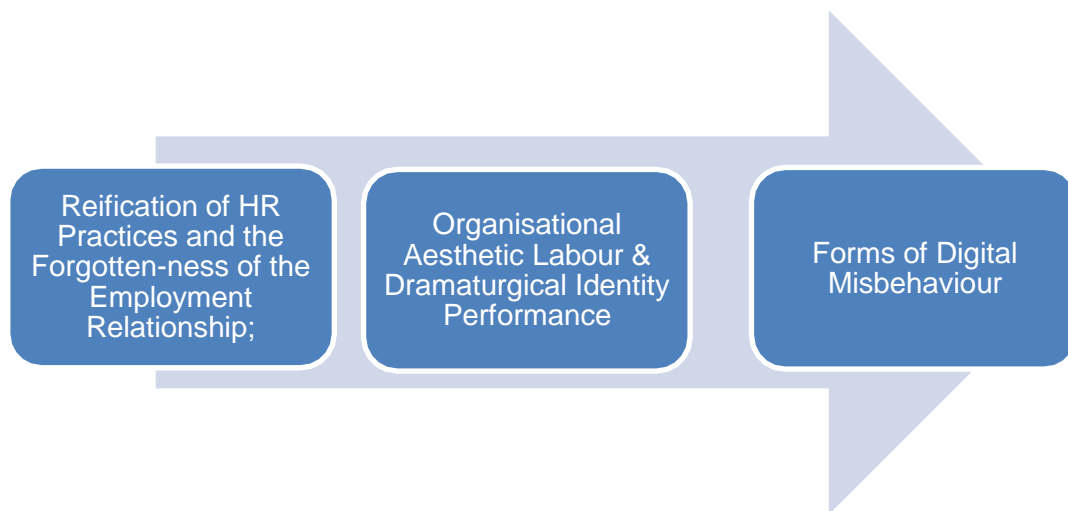 Reification of HR
Practices and the
Forgotten-ness of the
Employment
Relationship;
Organisational
Aesthetic Labour &
Dramaturgical Identity
Performance
Forms of Digital
Misbehaviour